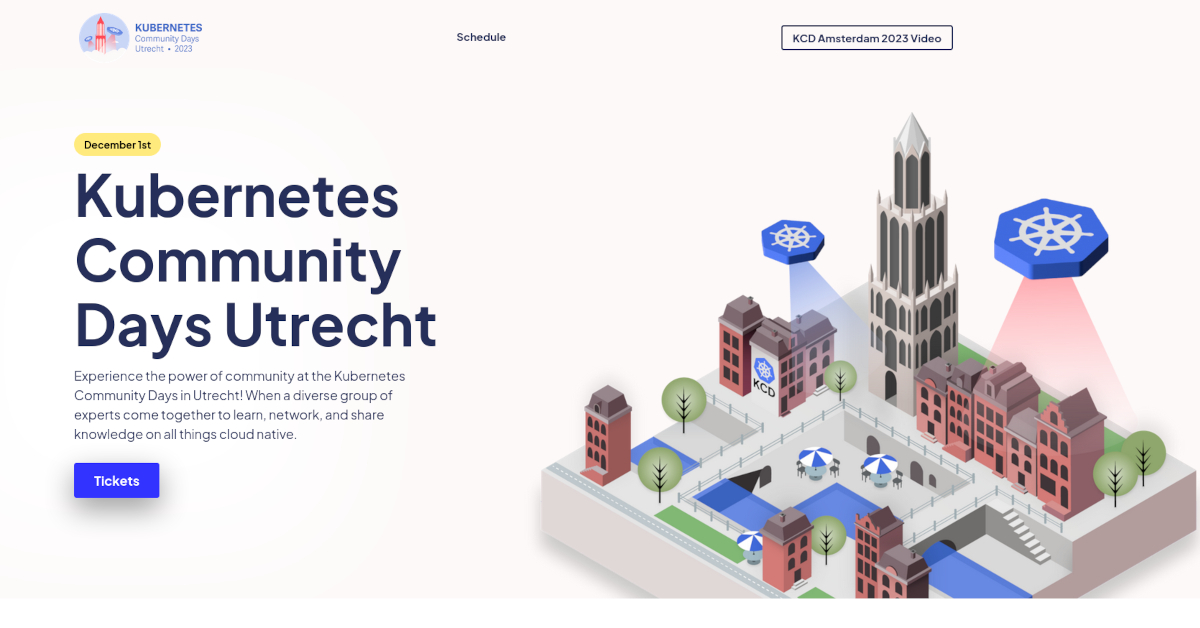 KUBERNETES
Community Days
Utrecht • 2023
Schedule
KCD Amsterdam 2023 Video
December 1st
Kubernetes
Community
Days Utrecht
Experience the power of community at the Kubernetes
Community Days in Utrecht! When a diverse group of
experts come together to learn, network, and share
knowledge on all things cloud native.
Tickets
KCD